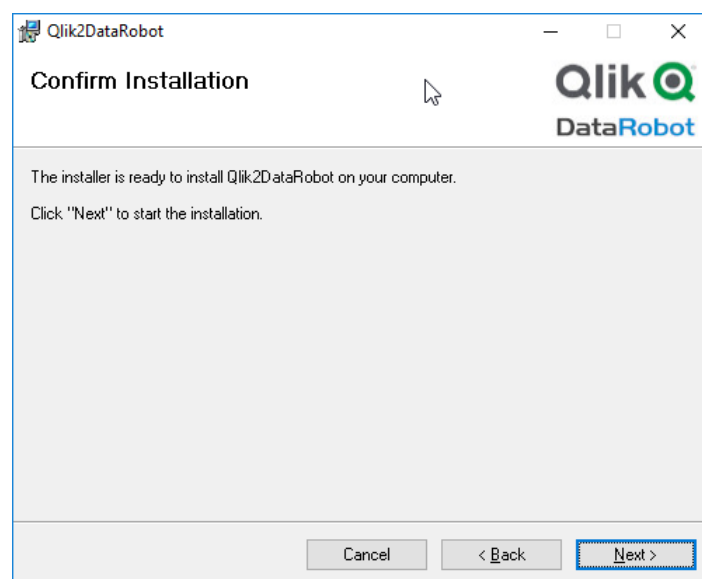 Qlik2DataRobot
Confirm Installation
Qlik
DataRobot
The installer is ready to install Qlik2DataRobot on your computer.
Click "Next" to start the installation.
Cancel
< Back
Next >